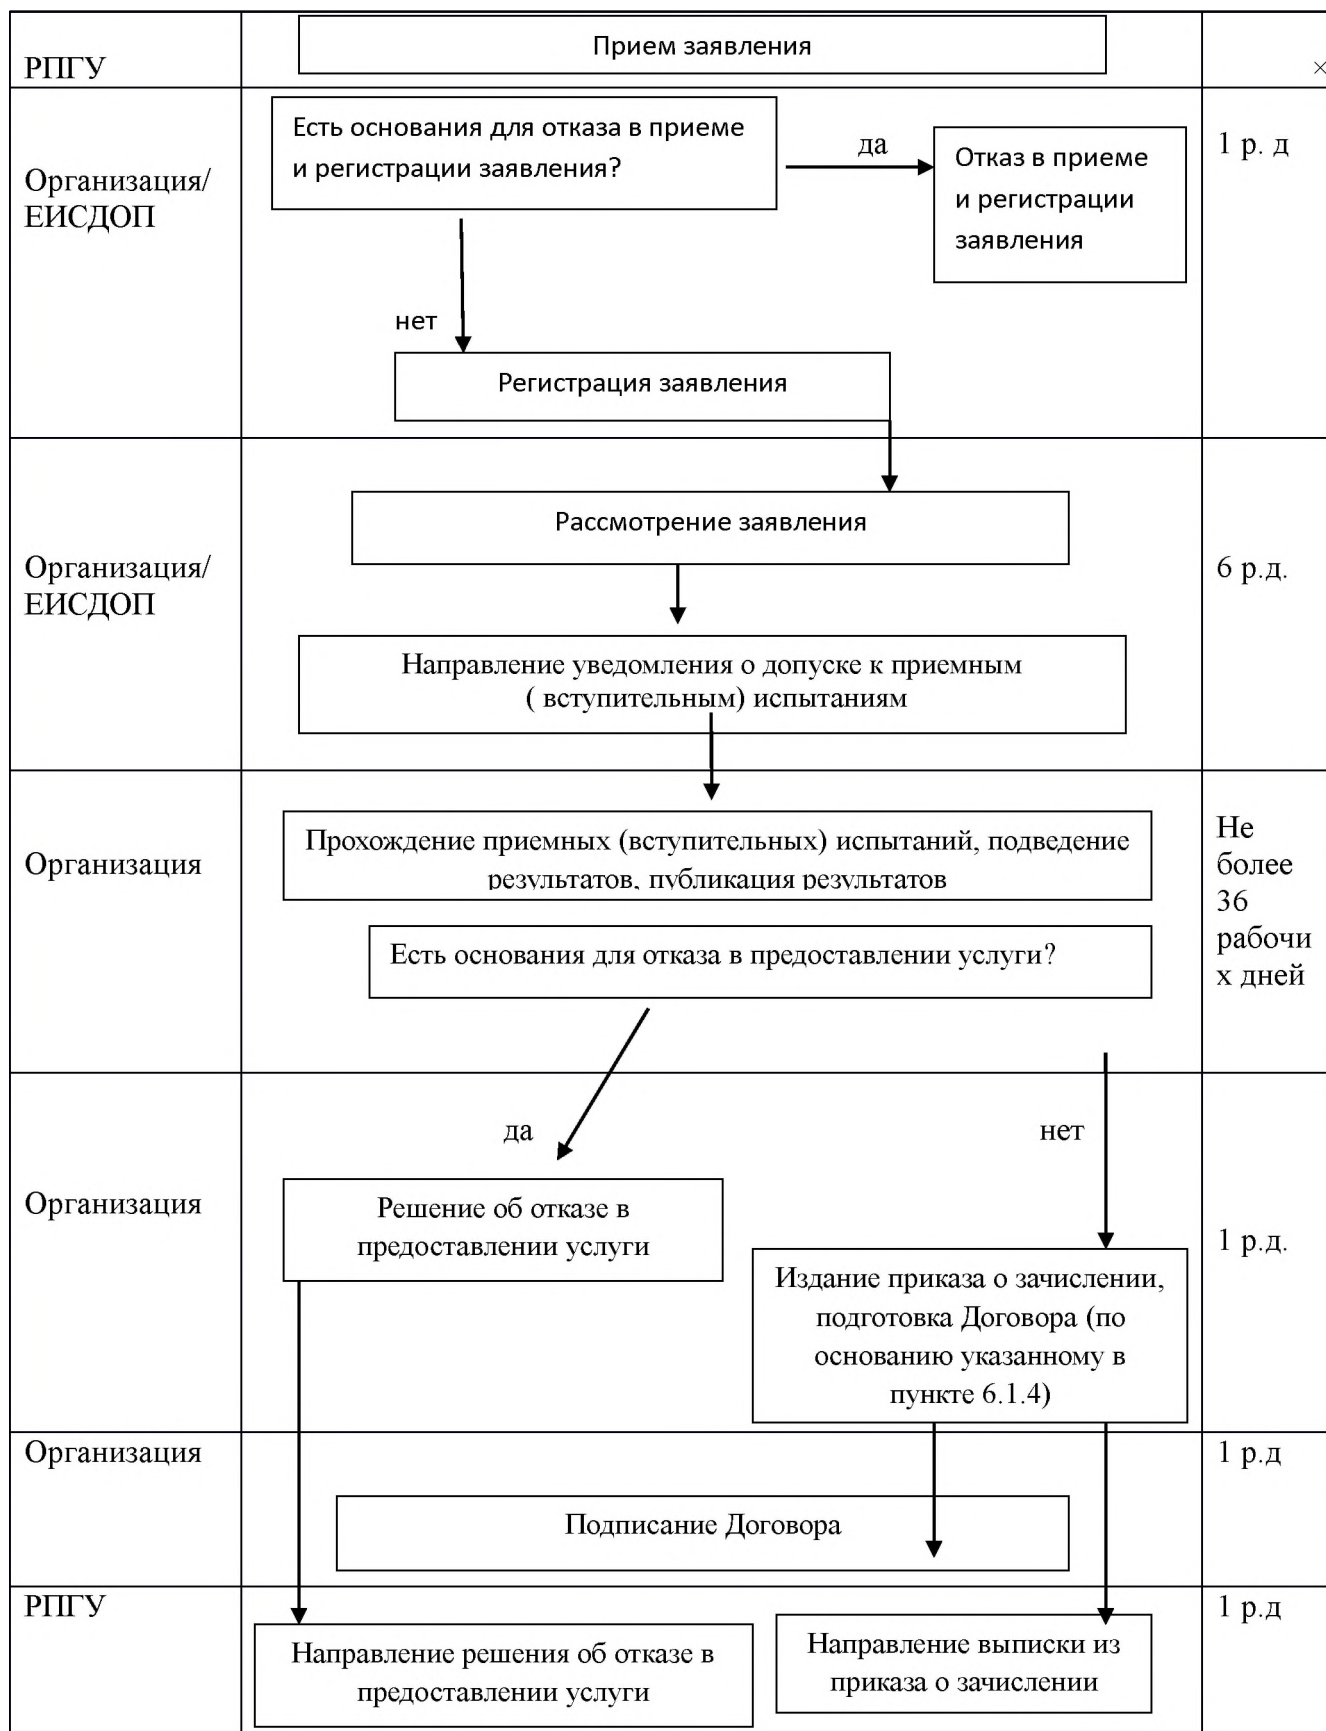 Прием заявления
РПГУ
×
Есть основания для отказа в приеме
и регистрации заявления?
да
Отказ в приеме
и регистрации
заявления
1 р. д
Организация/
ЕИСДОП
нет
Регистрация заявления
Рассмотрение заявления
Организация/
ЕИСДОП
6 р.д.
Направление уведомления о допуске к приемным
( вступительным) испытаниям
Организация
Прохождение приемных (вступительных) испытаний, подведение
результатов, публикация результатов
Не
более
36
рабочи
х дней
Есть основания для отказа в предоставлении услуги?
да
нет
Организация
Решение об отказе в
предоставлении услуги
1 р.д.
Издание приказа о зачислении,
подготовка Договора (по
основанию указанному в
пункте 6.1.4)
Организация
1 р.д
Подписание Договора
РПГУ
1 р.д
Направление решения об отказе в
предоставлении услуги
Направление выписки из
приказа о зачислении